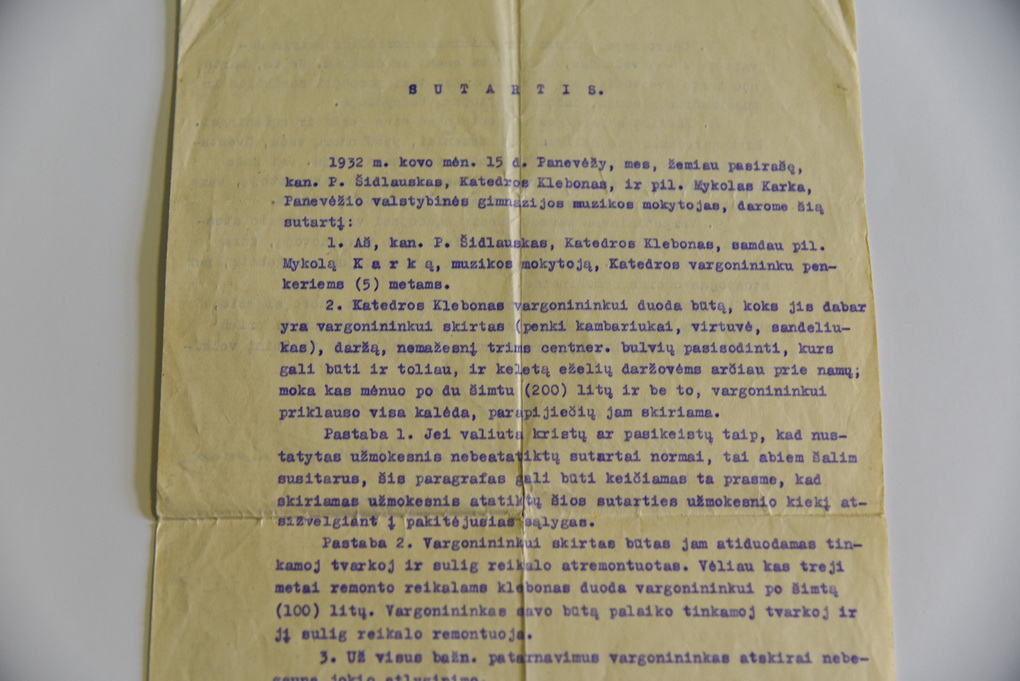 SUTARTIS.
1932 m. kovo mėn. 15 d. Panevėžy, mes, žemiau pasirašę,
kan. P. Šidlauskas, Katedros Klebonas, ir pil. Mykolas Karka,
Panevėžio valstybinės gimnazijos muzikos mokytojas, darome šią
sutartį:
1. Aš, kan. P. Šidlauskas, Katedros Klebonas, samdau pil.
Mykolą Karką, muzikos mokytoją, Katedros vargonininku pen-
keriems (5) metams.
2. Katedros Klebonas vargonininkui duoda būtą, koks jis dabar
yra vargonininkui skirtas (penki kambariukai, virtuvė, sandeliu-
kas), daržą, nemažesnį trims centner. bulvių pasisodinti, kurs
gali būti ir toliau, ir keletą eželių daržovėms arčiau prie namų;
moka kas mėnuo po du šimtu (200) litų ir be to, vargonininkui
priklauso visa kalėda, parapijiečių jam skiriama.
Pastaba 1. Jei valiuta kristų ar pasikeistų taip, kad nus-
tatytas užmokesnis nebeatatiktų sutartai normai, tai abiem šalim
susitarus, šis paragrafas gali būti keičiamas ta prasme, kad
skiriamas užmokesnis atatiktų šios sutarties užmokesnio kiekį at-
sižvelgiant į pakitėjusias sąlygas.
Pastaba 2. Vargonininkui skirtas būtas jam atiduodamas tin-
kamoj tvarkoj ir sulig reikalo atremontuotas. Vėliau kas treji
metai remonto reikalams klebonas duoda vargonininkui po šimtą
(100) litų. Vargonininkas savo būtą palaiko tinkamoj tvarkoj ir
jį sulig reikalo remontuoja.
3. Už visus bažn. patarnavimus vargonininkas atskirai nebe-
gauna jokio atlyginimo.